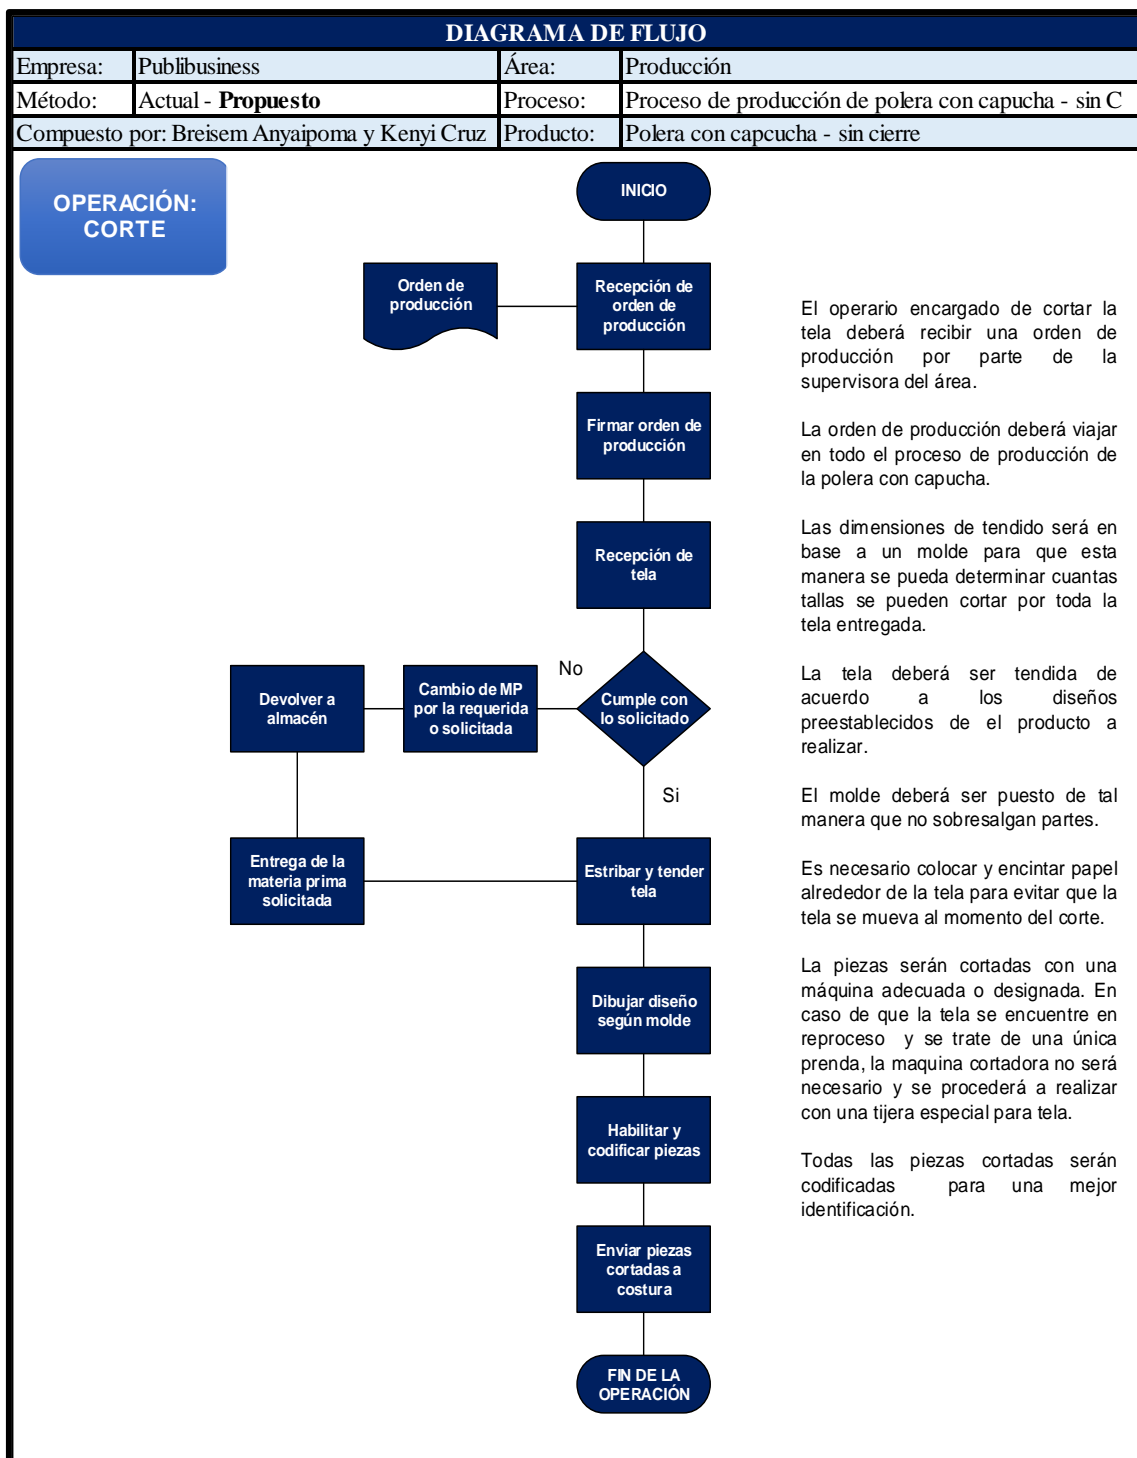 DIAGRAMA DE FLUJO
Empresa: Publibusiness Área: Producción
Método: Actual - Propuesto Proceso: Proceso de producción de polera con capucha - sin C
Compuesto por: Breisem Anyaipoma y Kenyi Cruz Producto: Polera con capcucha - sin cierre
OPERACIÓN:
CORTE
INICIO
Orden de
producción
Recepción de
orden de
producción
Firmar orden de
producción
Recepción de
tela
Cumple con
lo solicitado
No
Cambio de MP
por la requerida
o solicitada
Devolver a
almacén
Entrega de la
materia prima
solicitada
Si
Estribar y tender
tela
Dibujar diseño
según molde
Habilitar y
codificar piezas
Enviar piezas
cortadas a
costura
FIN DE LA
OPERACIÓN
El operario encargado de cortar la
tela deberá recibir una orden de
producción por parte de la
supervisora del área.
La orden de producción deberá viajar
en todo el proceso de producción de
la polera con capucha.
Las dimensiones de tendido será en
base a un molde para que esta
manera se pueda determinar cuantas
tallas se pueden cortar por toda la
tela entregada.
La tela deberá ser tendida de
acuerdo a los diseños
preestablecidos de el producto a
realizar.
El molde deberá ser puesto de tal
manera que no sobresalgan partes.
Es necesario colocar y encintar papel
alrededor de la tela para evitar que la
tela se mueva al momento del corte.
La piezas serán cortadas con una
máquina adecuada o designada. En
caso de que la tela se encuentre en
reproceso y se trate de una única
prenda, la maquina cortadora no será
necesario y se procederá a realizar
con una tijera especial para tela.
Todas las piezas cortadas serán
codificadas para una mejor
identificación.